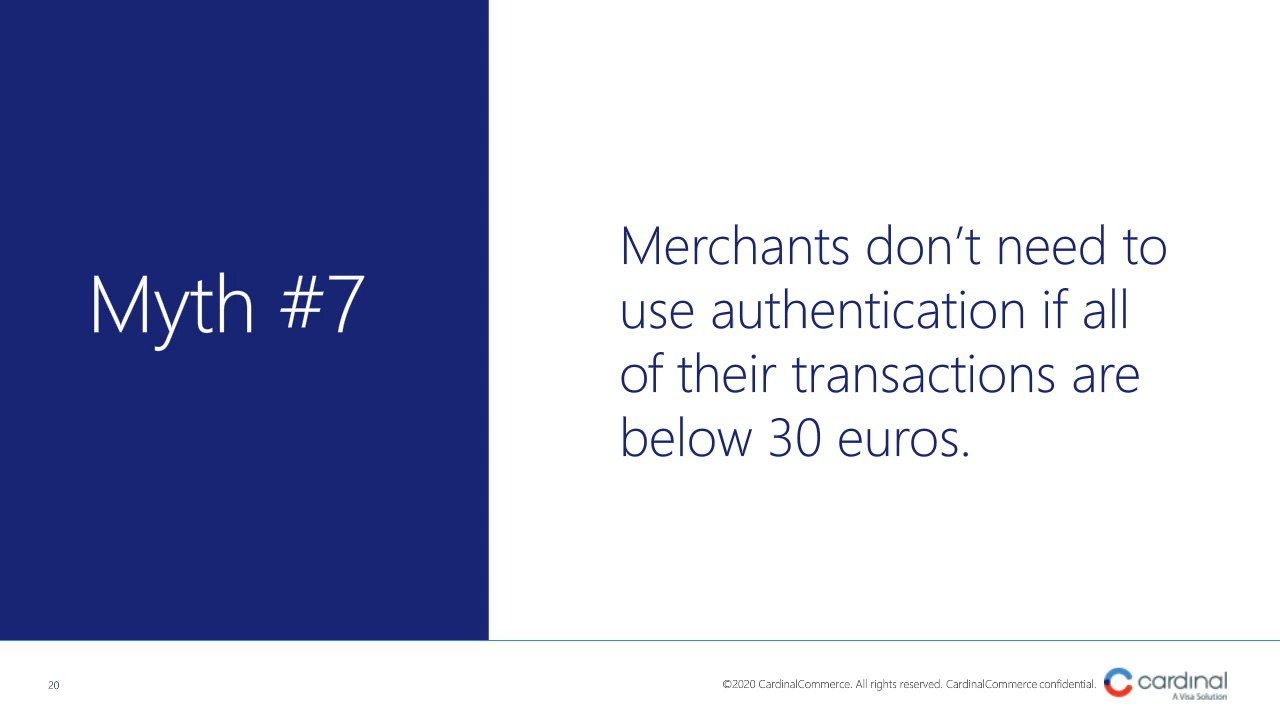 Myth #7
Merchants don’t need to
use authentication if all
of their transactions are
below 30 euros.
20
©2020 CardinalCommerce. All rights reserved. CardinalCommerce confidential.
cardinal
A Visa Solution